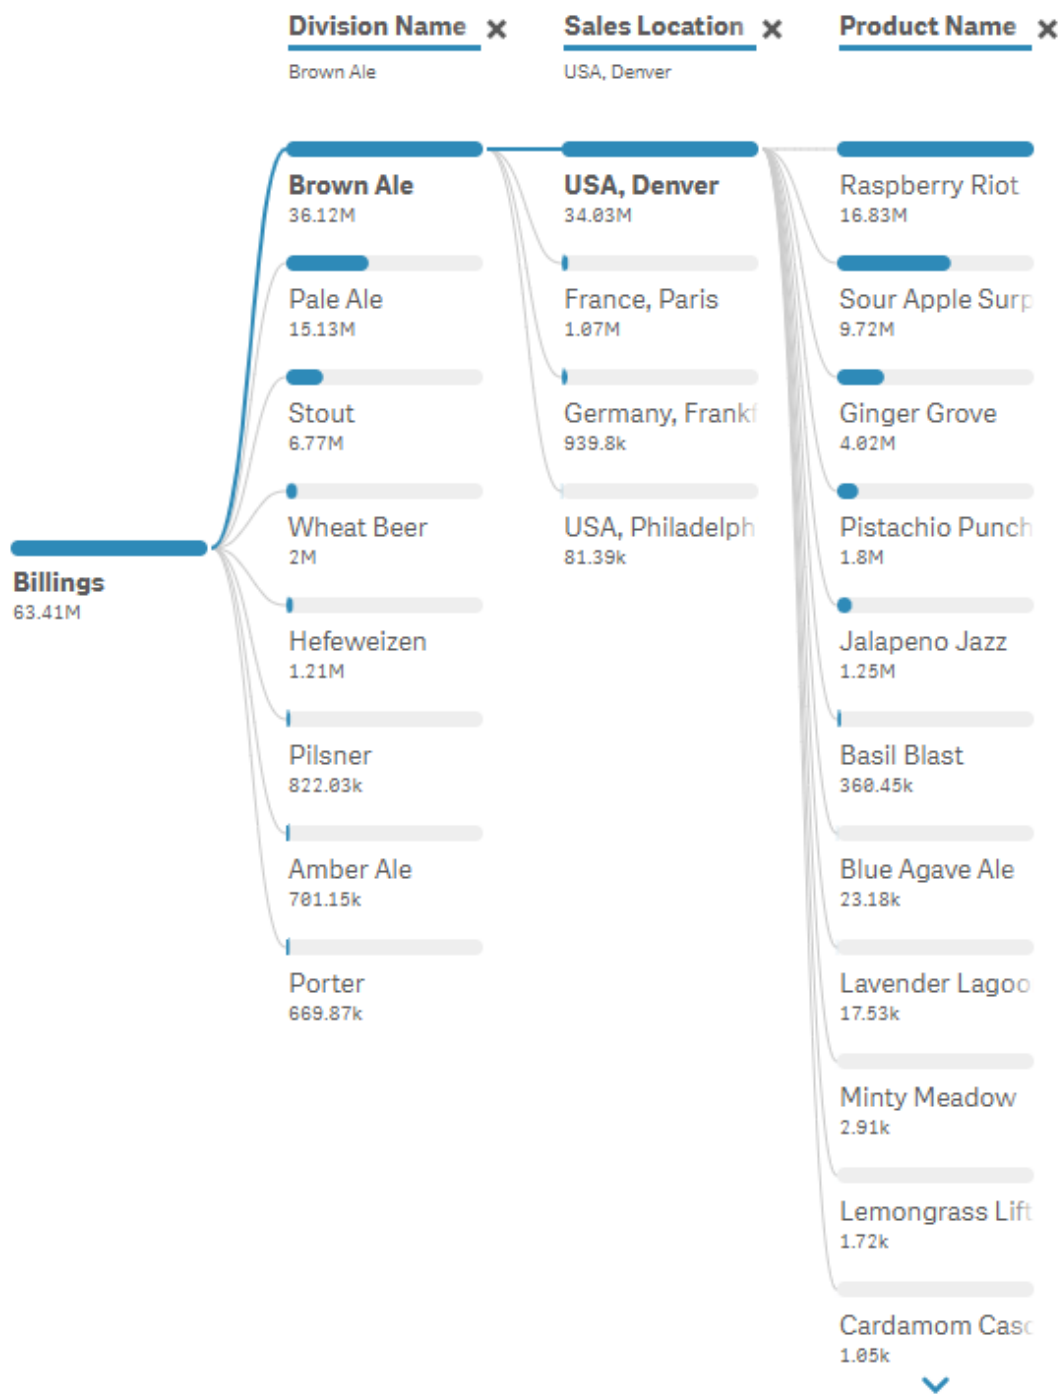 Division Name
Sales Location
Product Name
Brown Ale
USA, Denver
Billings
63.41M
Brown Ale
36.12M
Pale Ale
15.13M
Stout
6.77M
Wheat Beer
2M
Hefeweizen
1.21M
Pilsner
822.03k
Amber Ale
701.15k
Porter
669.87k
USA, Denver
34.03M
France, Paris
1.07M
Germany, Frankf
939.8k
USA, Philadelph
81.39k
Raspberry Riot
16.83M
Sour Apple Surp
9.72M
Ginger Grove
4.02M
Pistachio Punch
1.8M
Jalapeno Jazz
1.25M
Basil Blast
360.45k
Blue Agave Ale
23.18k
Lavender Lagoo
17.53k
Minty Meadow
2.91k
Lemongrass Lift
1.72k
Cardamom Casc
1.05k